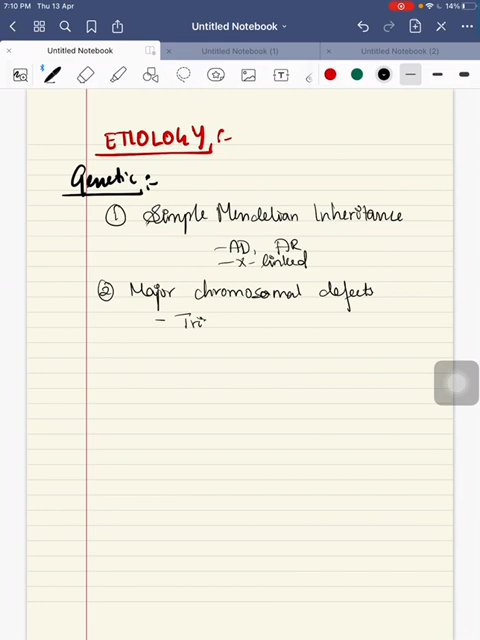 7:10 PM Thu 13 Apr
14%
Untitled Notebook
Untitled Notebook
Untitled Notebook (1)
Untitled Notebook (2)
ETIOLOGY:-
Genetic:-
① Simple Mendelian Inheritance
- AD, AR
- X-linked
② Major chromosomal defects
- Tri